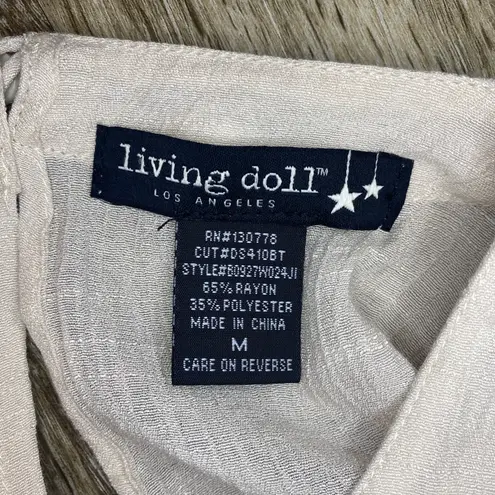 living doll™
LOS ANGELES
RN#130778
CUT#DS410BT
STYLE#B0927W024JI
65% RAYON
35% POLYESTER
MADE IN CHINA
M
CARE ON REVERSE